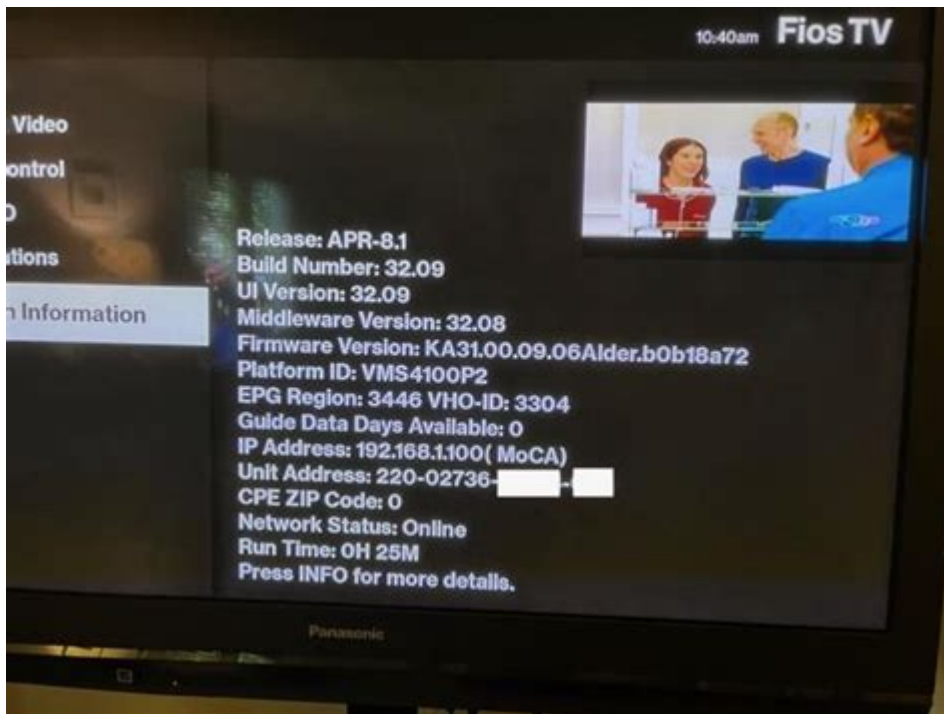 10:40am Fios TV
Video
ontrol
O
ations
n Information
Release: APR-8.1
Build Number: 32.09
UI Version: 32.09
Middleware Version: 32.08
Firmware Version: KA31.00.09.06Alder.b0b18a72
Platform ID: VMS4100P2
EPG Region: 3446 VHO-ID: 3304
Guide Data Days Available: 0
IP Address: 192.168.1.100( MoCA)
Unit Address: 220-02736- -
CPE ZIP Code: 0
Network Status: Online
Run Time: 0H 25M
Press INFO for more details.
Panasonic